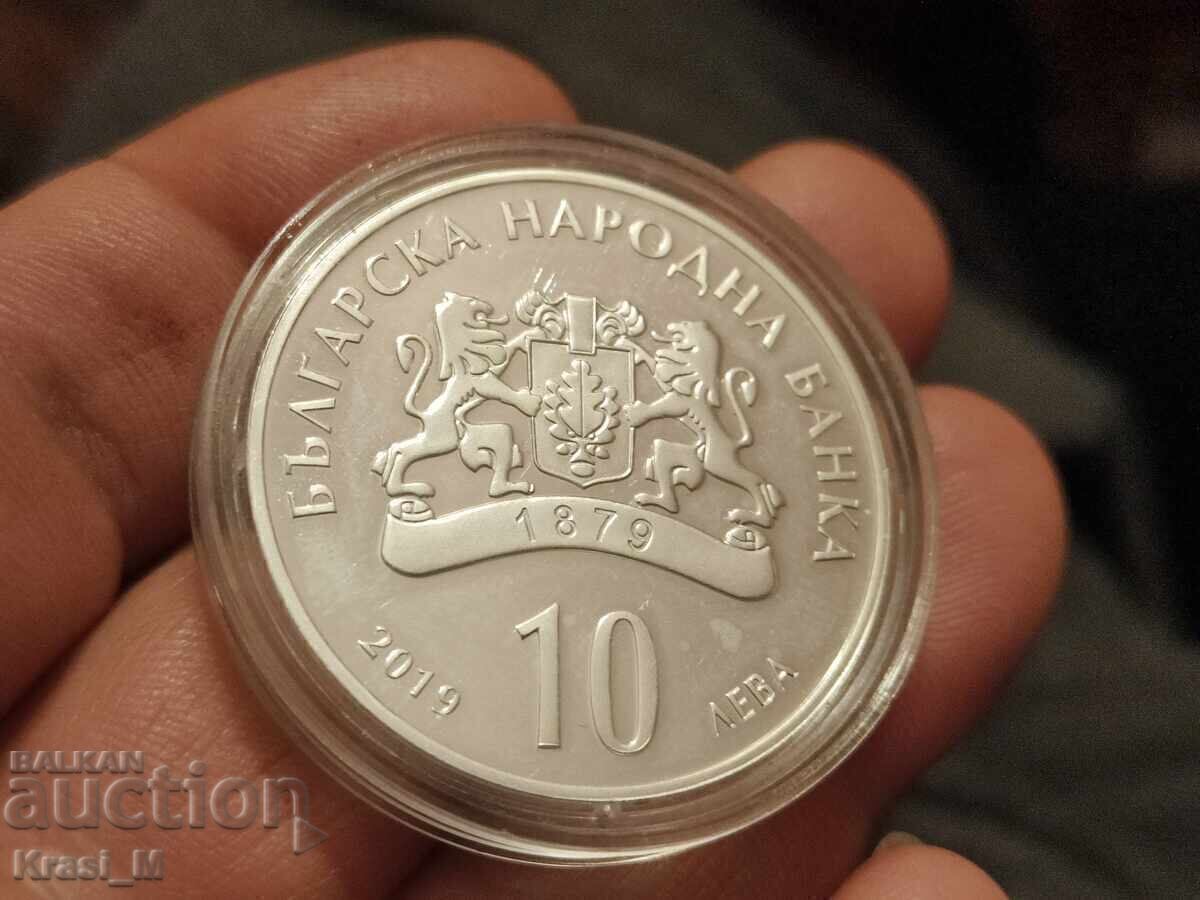 БЪЛГАРСКА НАРОДНА БАНКА
1879
2019
10
ЛЕВА
BALKAN
auction
Krasi_M